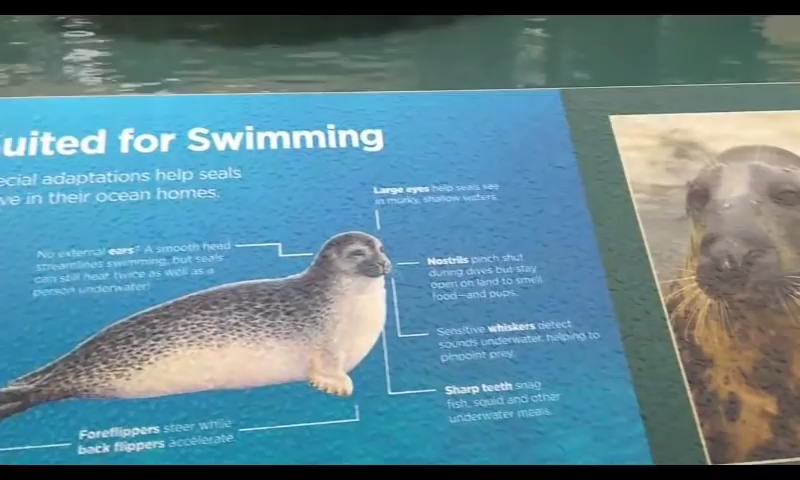 uited for Swimming
ecial adaptations help seals
ve in their ocean homes.
Large eyes help seals see
in murky, shallow waters.
No external ears? A smooth head
streamlines swimming, but seals
can still hear twice as well as a
person underwater!
Nostrils pinch shut
during dives but stay
open on land to smell
food—and pups.
Sensitive whiskers detect
sounds underwater, helping to
pinpoint prey.
Sharp teeth snag
fish, squid and other
underwater meals.
Foreflippers steer while
back flippers accelerate.